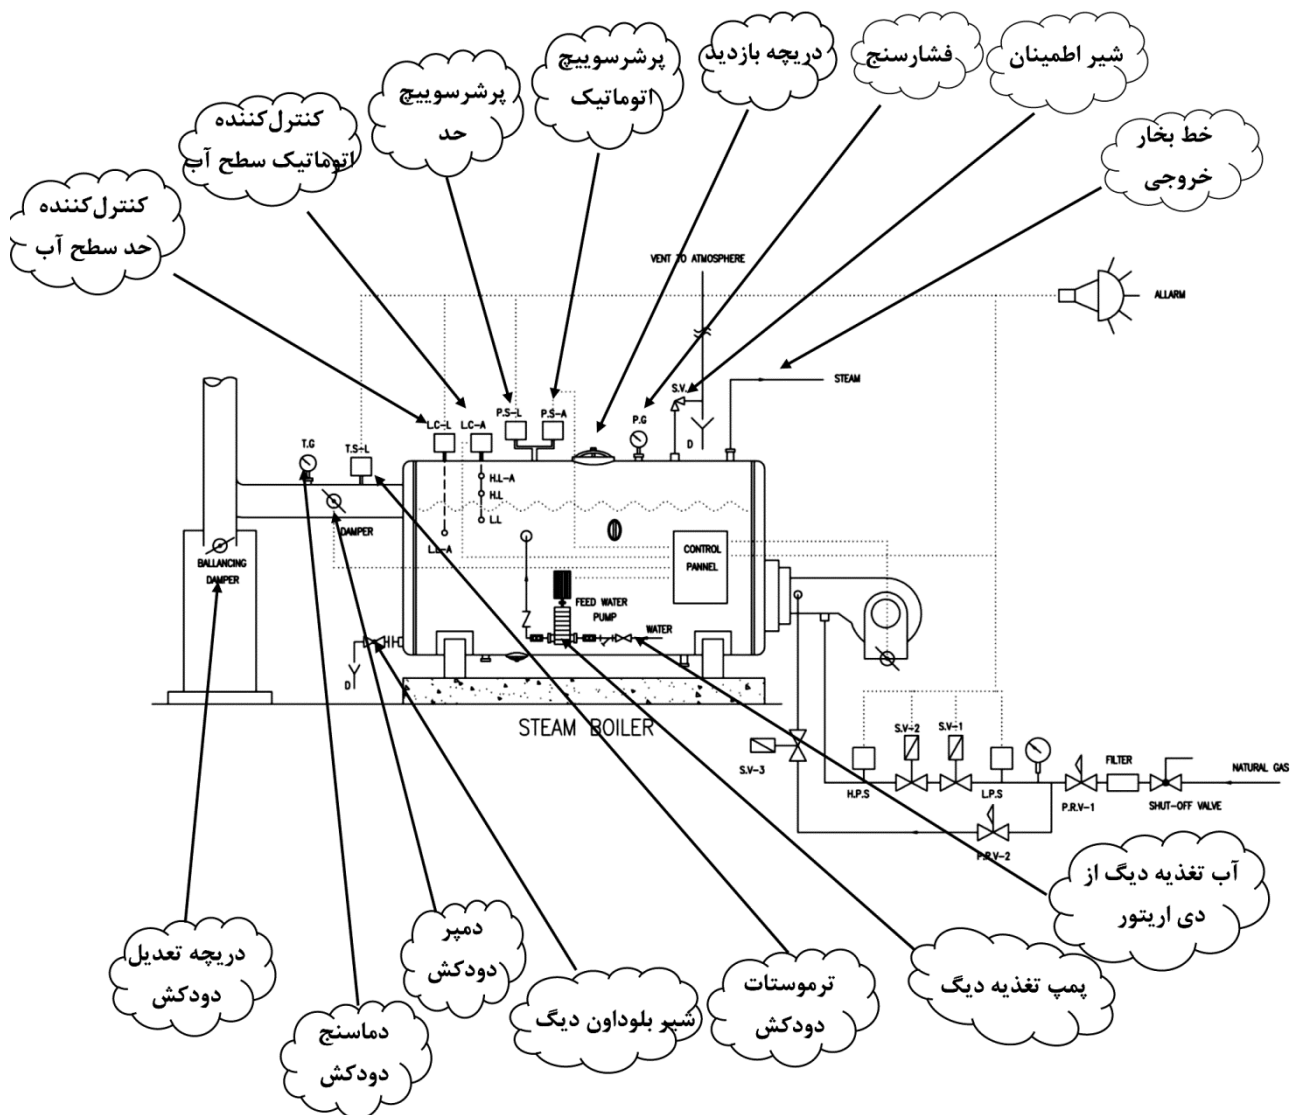 پرشرسوییچ
اتوماتیک
دریچه بازدید
فشارسنج
شیر اطمینان
پرشرسوییچ
حد
کنترل‌کننده
اتوماتیک سطح آب
خط بخار
خروجی
کنترل‌کننده
حد سطح آب
VENT TO ATMOSPHERE
ALLARM
STEAM
S.V.
P.S-L
P.S-A
P.G
L.C-L
L.C-A
T.G
T.S-L
D
H.L-A
H.L
L.L
DAMPER
L.L-A
CONTROL
PANNEL
BALLANCING
DAMPER
FEED WATER
PUMP
WATER
D
STEAM BOILER
S.V-2
S.V-1
S.V-3
H.P.S
L.P.S
P.R.V-1
FILTER
NATURAL GAS
SHUT-OFF VALVE
P.R.V-2
آب تغذیه دیگ از
دی اریتور
دریچه تعدیل
دودکش
دمپر
دودکش
ترموستات
دودکش
پمپ تغذیه دیگ
شیر بلوداون دیگ
دماسنج
دودکش